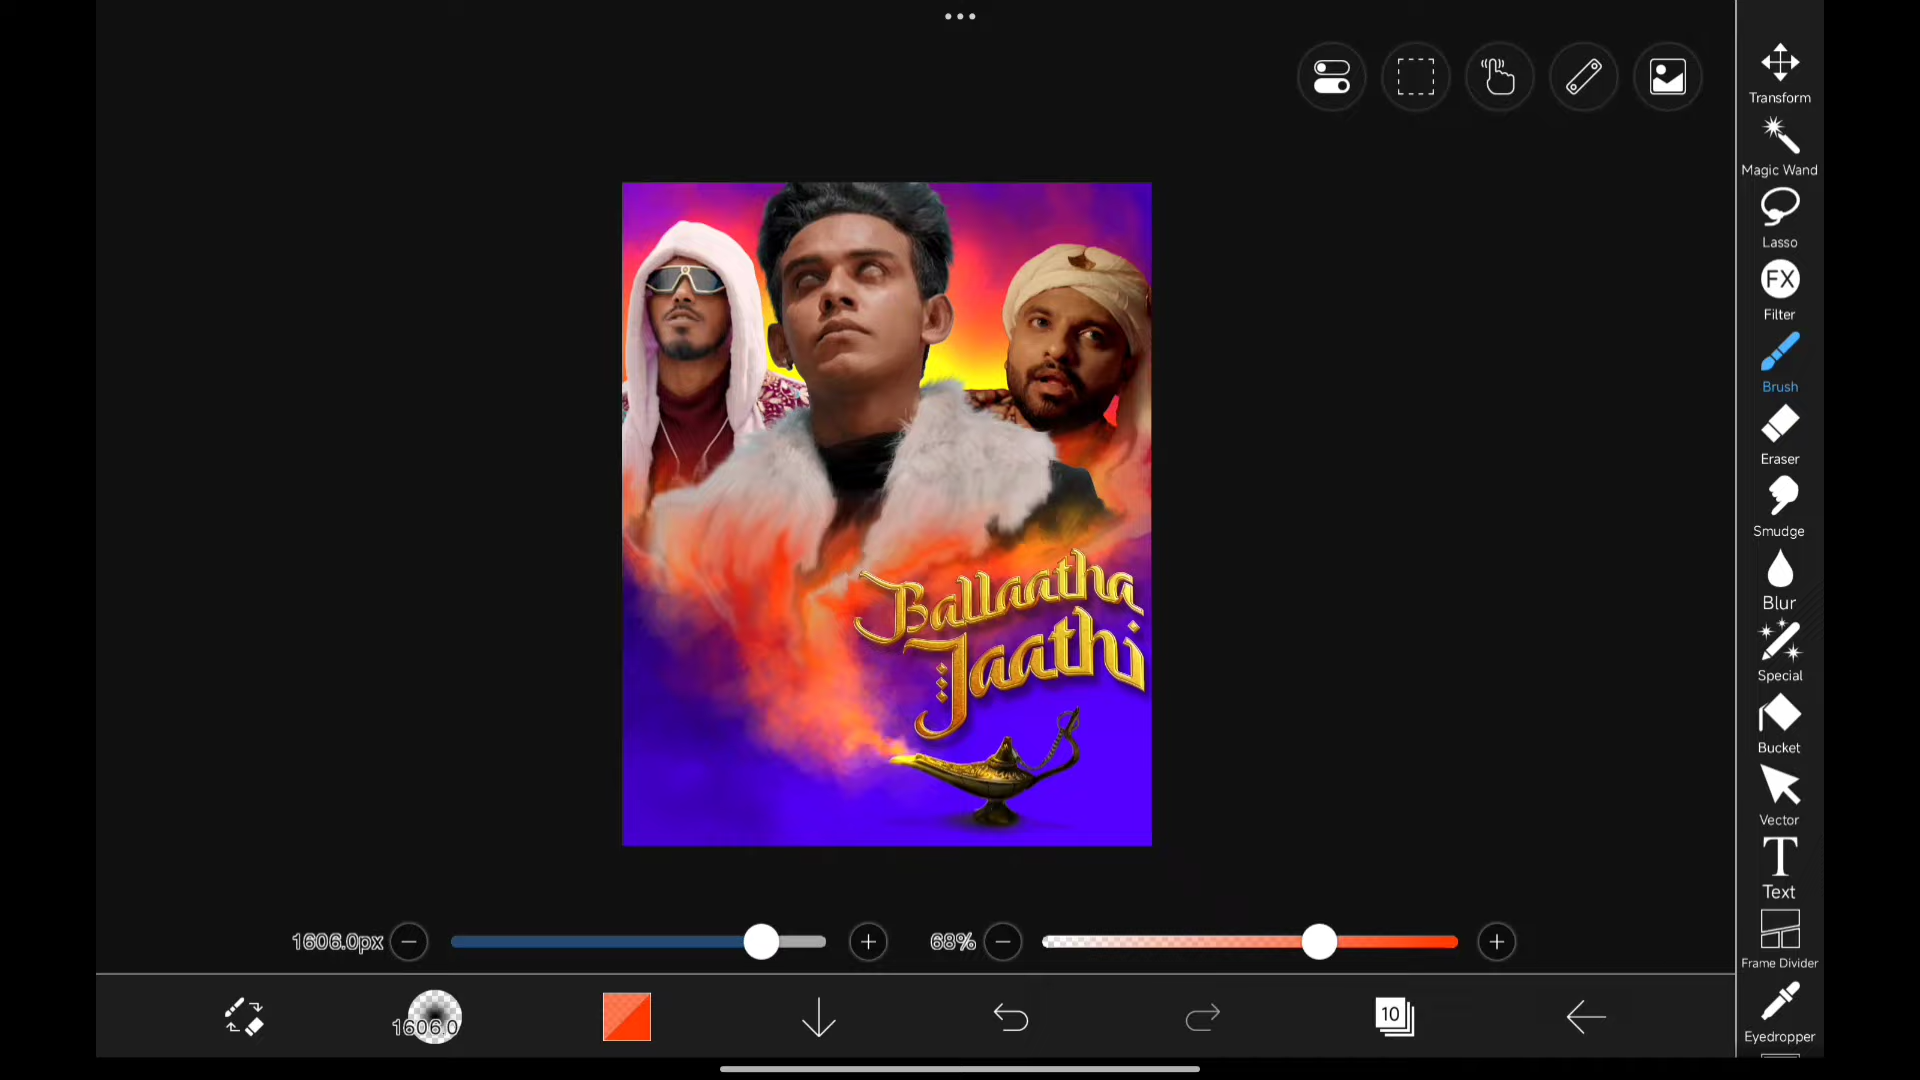 Transform
Magic Wand
Lasso
FX
Filter
Brush
Eraser
Smudge
Blur
Special
Bucket
Vector
T
Text
Frame Divider
Eyedropper
Ballaatha
Jaathi
1606.0px
68%
1606.0
10